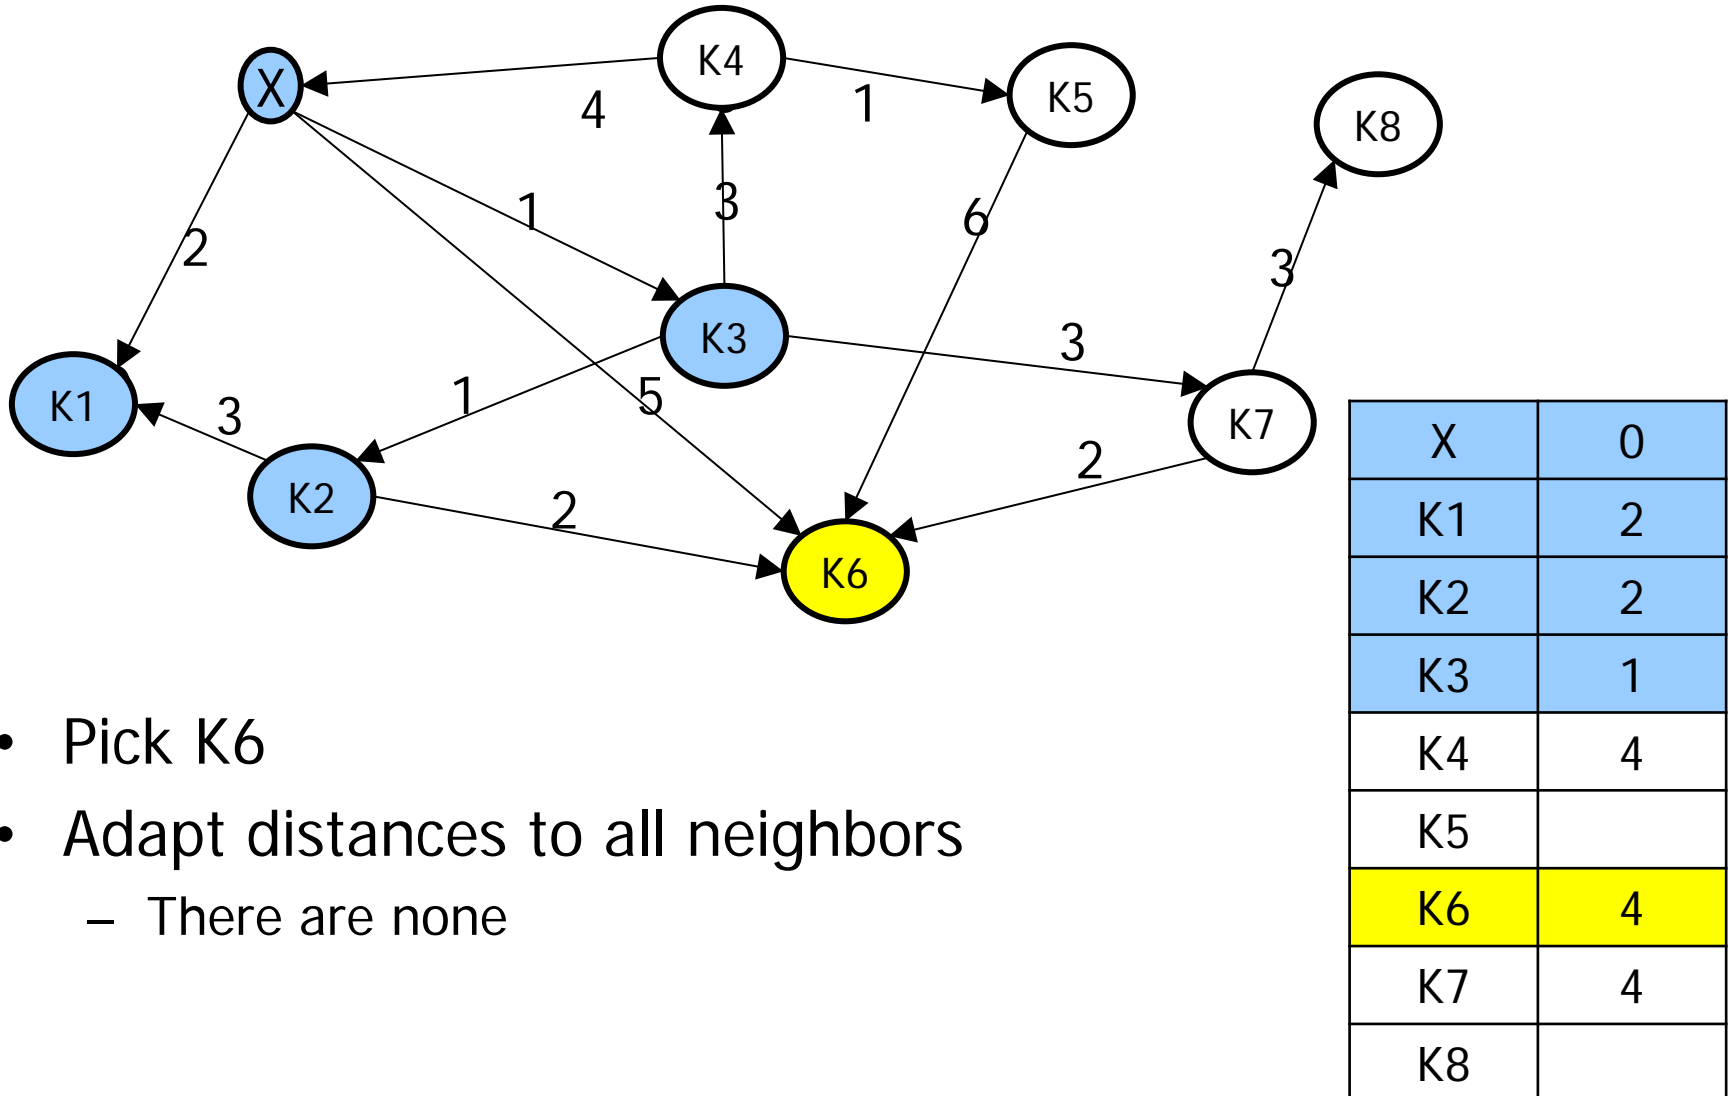 K4
X
K5
K8
4
1
1
3
6
2
3
K3
3
K1
3
1
5
K7
K2
2
2
K6
X 0
K1 2
K2 2
K3 1
K4 4
K5
K6 4
K7 4
K8
• Pick K6
• Adapt distances to all neighbors
– There are none